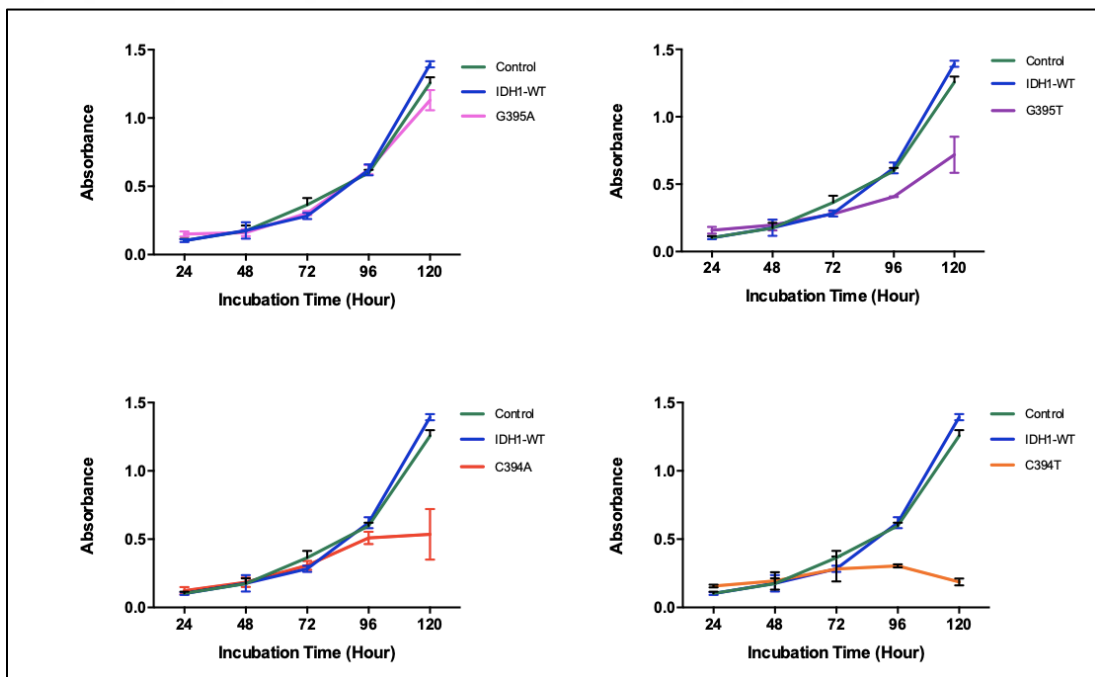 Absorbance
1.5
1.0
0.5
0.0
24 48 72 96 120
Incubation Time (Hour)
Control
IDH1-WT
G395A
Absorbance
1.5
1.0
0.5
0.0
24 48 72 96 120
Incubation Time (Hour)
Control
IDH1-WT
G395T
Absorbance
1.5
1.0
0.5
0.0
24 48 72 96 120
Incubation Time (Hour)
Control
IDH1-WT
C394A
Absorbance
1.5
1.0
0.5
0.0
24 48 72 96 120
Incubation Time (Hour)
Control
IDH1-WT
C394T